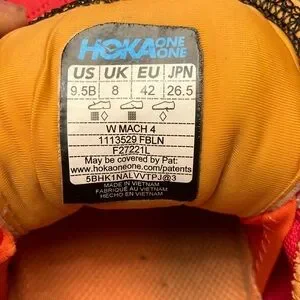 HOKA ONE ONE
US UK EU JPN
9.5B 8 42 26.5
W MACH 4
1113529 FBLN
F27221L
May be covered by Pat:
www.hokaoneone.com/patents
5BHK1NALVVTPJ@3
MADE IN VIETNAM
FABRIQUÉ AU VIETNAM
HECHO EN VIETNAM